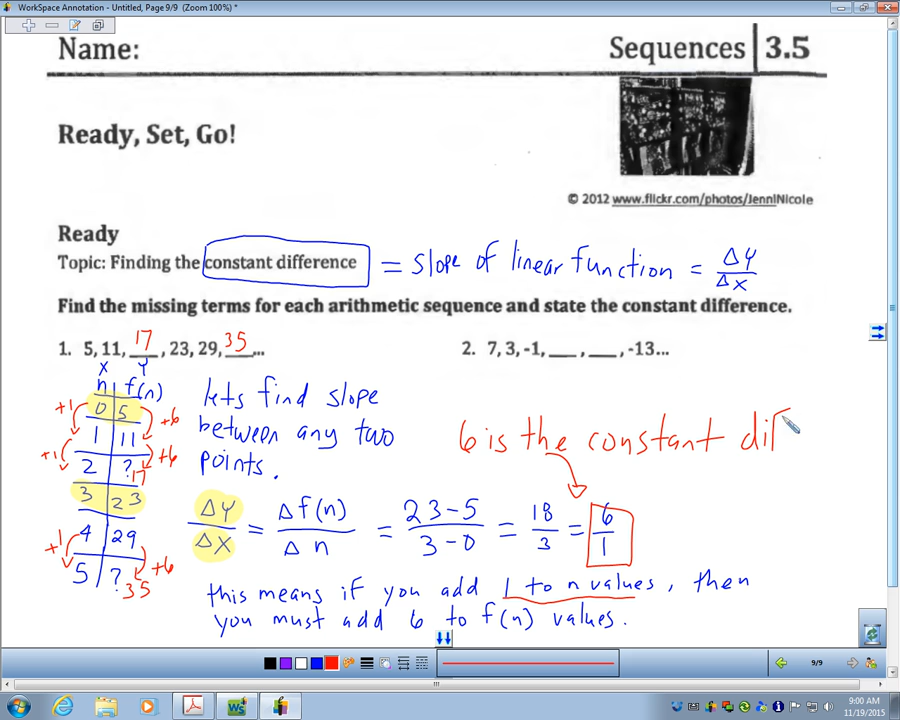 WorkSpace Annotation - Untitled, Page 9/9 (Zoom 100%) *
Name:
Sequences 3.5
Ready, Set, Go!
© 2012 www.flickr.com/photos/JennINicole
Ready
Topic: Finding the constant difference = slope of linear function = ΔY/ΔX
Find the missing terms for each arithmetic sequence and state the constant difference.
1. 5, 11, 17, 23, 29, 35...
2. 7, 3, -1, ___, ___, -13...
X Y
n f(n)
0 5
1 11
2 ? 17
3 23
4 29
5 ? 35
+1 +6
+1 +6
+1 +6
lets find slope
between any two
points.
6 is the constant dif
ΔY/ΔX = Δf(n)/Δn = 23-5/3-0 = 18/3 = 6/1
this means if you add 1 to n values, then
you must add 6 to f(n) values.
9/9
9:00 AM
11/19/2015